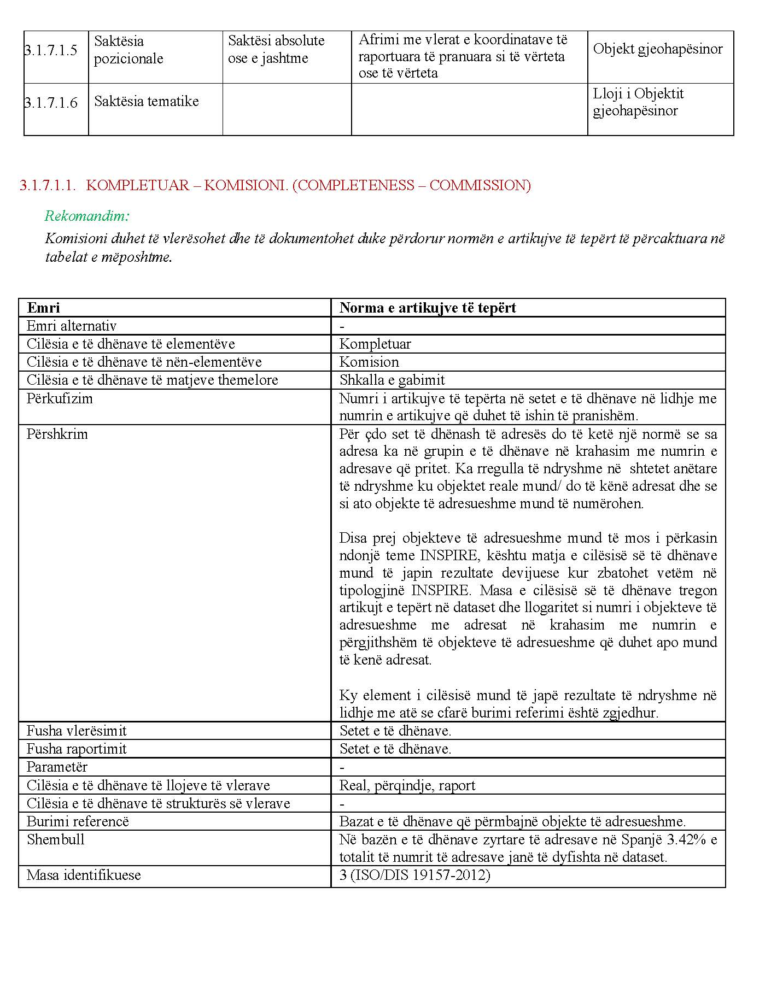 3.1.7.1.5
Saktësia
pozicionale
Saktësi absolute
ose e jashtme
Afrimi me vlerat e koordinatave të
raportuara të pranuara si të vërteta
ose të vërteta
Objekt gjeohapësinor
3.1.7.1.6
Saktësia tematike
Lloji i Objektit
gjeohapësinor
3.1.7.1.1. KOMPLETUAR – KOMISIONI. (COMPLETENESS – COMMISSION)
Rekomandim:
Komisioni duhet të vlerësohet dhe të dokumentohet duke përdorur normën e artikujve të tepërt të përcaktuara në
tabelat e mëposhtme.
Emri
Norma e artikujve të tepërt
Emri alternativ
-
Cilësia e të dhënave të elementëve
Kompletuar
Cilësia e të dhënave të nën-elementëve
Komision
Cilësia e të dhënave të matjeve themelore
Shkalla e gabimit
Përkufizim
Numri i artikujve të tepërta në setet e të dhënave në lidhje me
numrin e artikujve që duhet të ishin të pranishëm.
Përshkrim
Për çdo set të dhënash të adresës do të ketë një normë se sa
adresa ka në grupin e të dhënave në krahasim me numrin e
adresave që pritet. Ka rregulla të ndryshme në shtetet anëtare
të ndryshme ku objektet reale mund/ do të kënë adresat dhe se
si ato objekte të adresueshme mund të numërohen.
Disa prej objekteve të adresueshme mund të mos i përkasin
ndonjë teme INSPIRE, kështu matja e cilësisë së të dhënave
mund të japin rezultate devijuese kur zbatohet vetëm në
tipologjinë INSPIRE. Masa e cilësisë së të dhënave tregon
artikujt e tepërt në dataset dhe llogaritet si numri i objekteve të
adresueshme me adresat në krahasim me numrin e
përgjithshëm të objekteve të adresueshme që duhet apo mund
të kenë adresat.
Ky element i cilësisë mund të japë rezultate të ndryshme në
lidhje me atë se cfarë burimi referimi është zgjedhur.
Fusha vlerësimit
Setet e të dhënave.
Fusha raportimit
Setet e të dhënave.
Parametër
-
Cilësia e të dhënave të llojeve të vlerave
Real, përqindje, raport
Cilësia e të dhënave të strukturës së vlerave
-
Burimi referencë
Bazat e të dhënave që përmbajnë objekte të adresueshme.
Shembull
Në bazën e të dhënave zyrtare të adresave në Spanjë 3.42% e
totalit të numrit të adresave janë të dyfishta në dataset.
Masa identifikuese
3 (ISO/DIS 19157-2012)